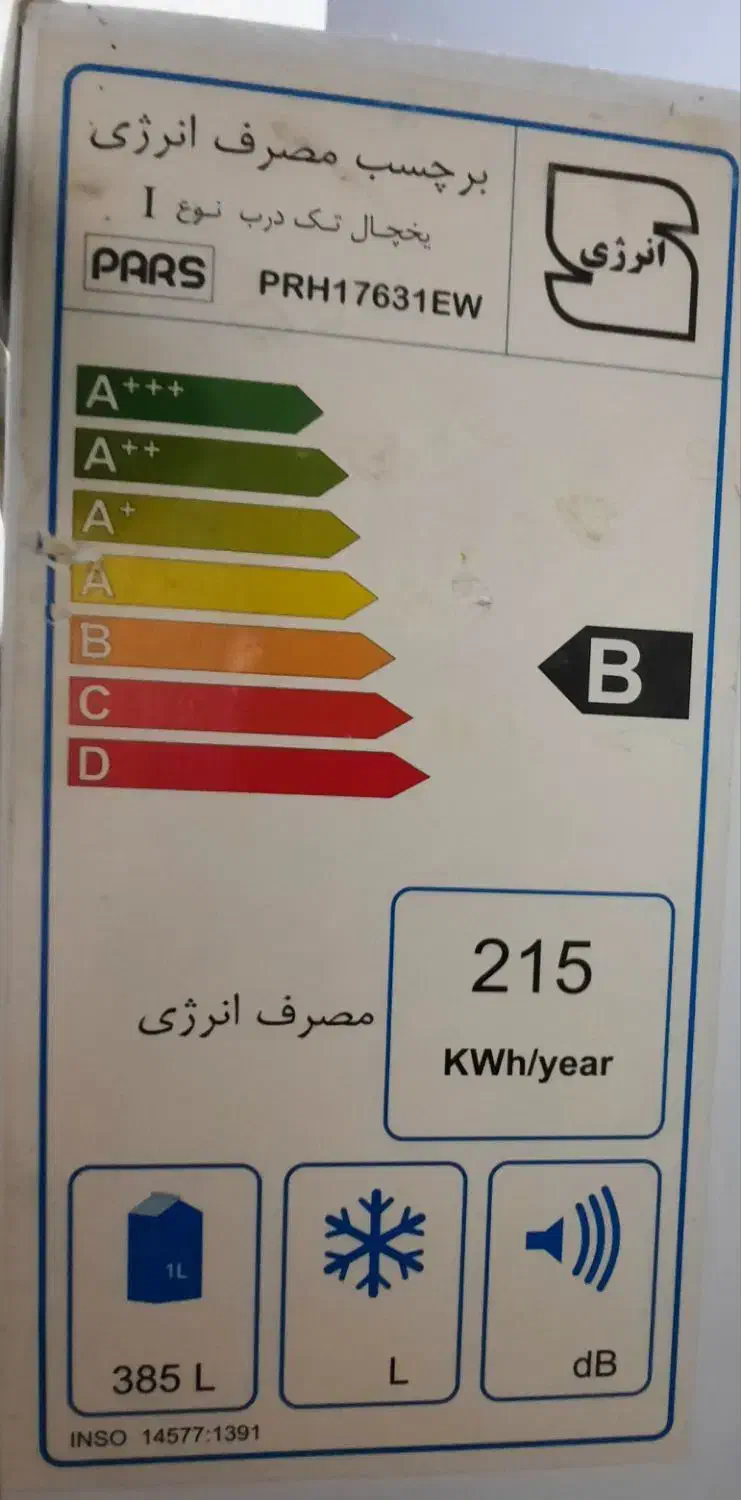 برچسب مصرف انرژی
یخچال تک درب نوع I
PARS PRH17631EW
انرژی
A+++
A++
A+
A
B
B
C
D
215
KWh/year
مصرف انرژی
1L
385 L
L
dB
INSO 14577:1391